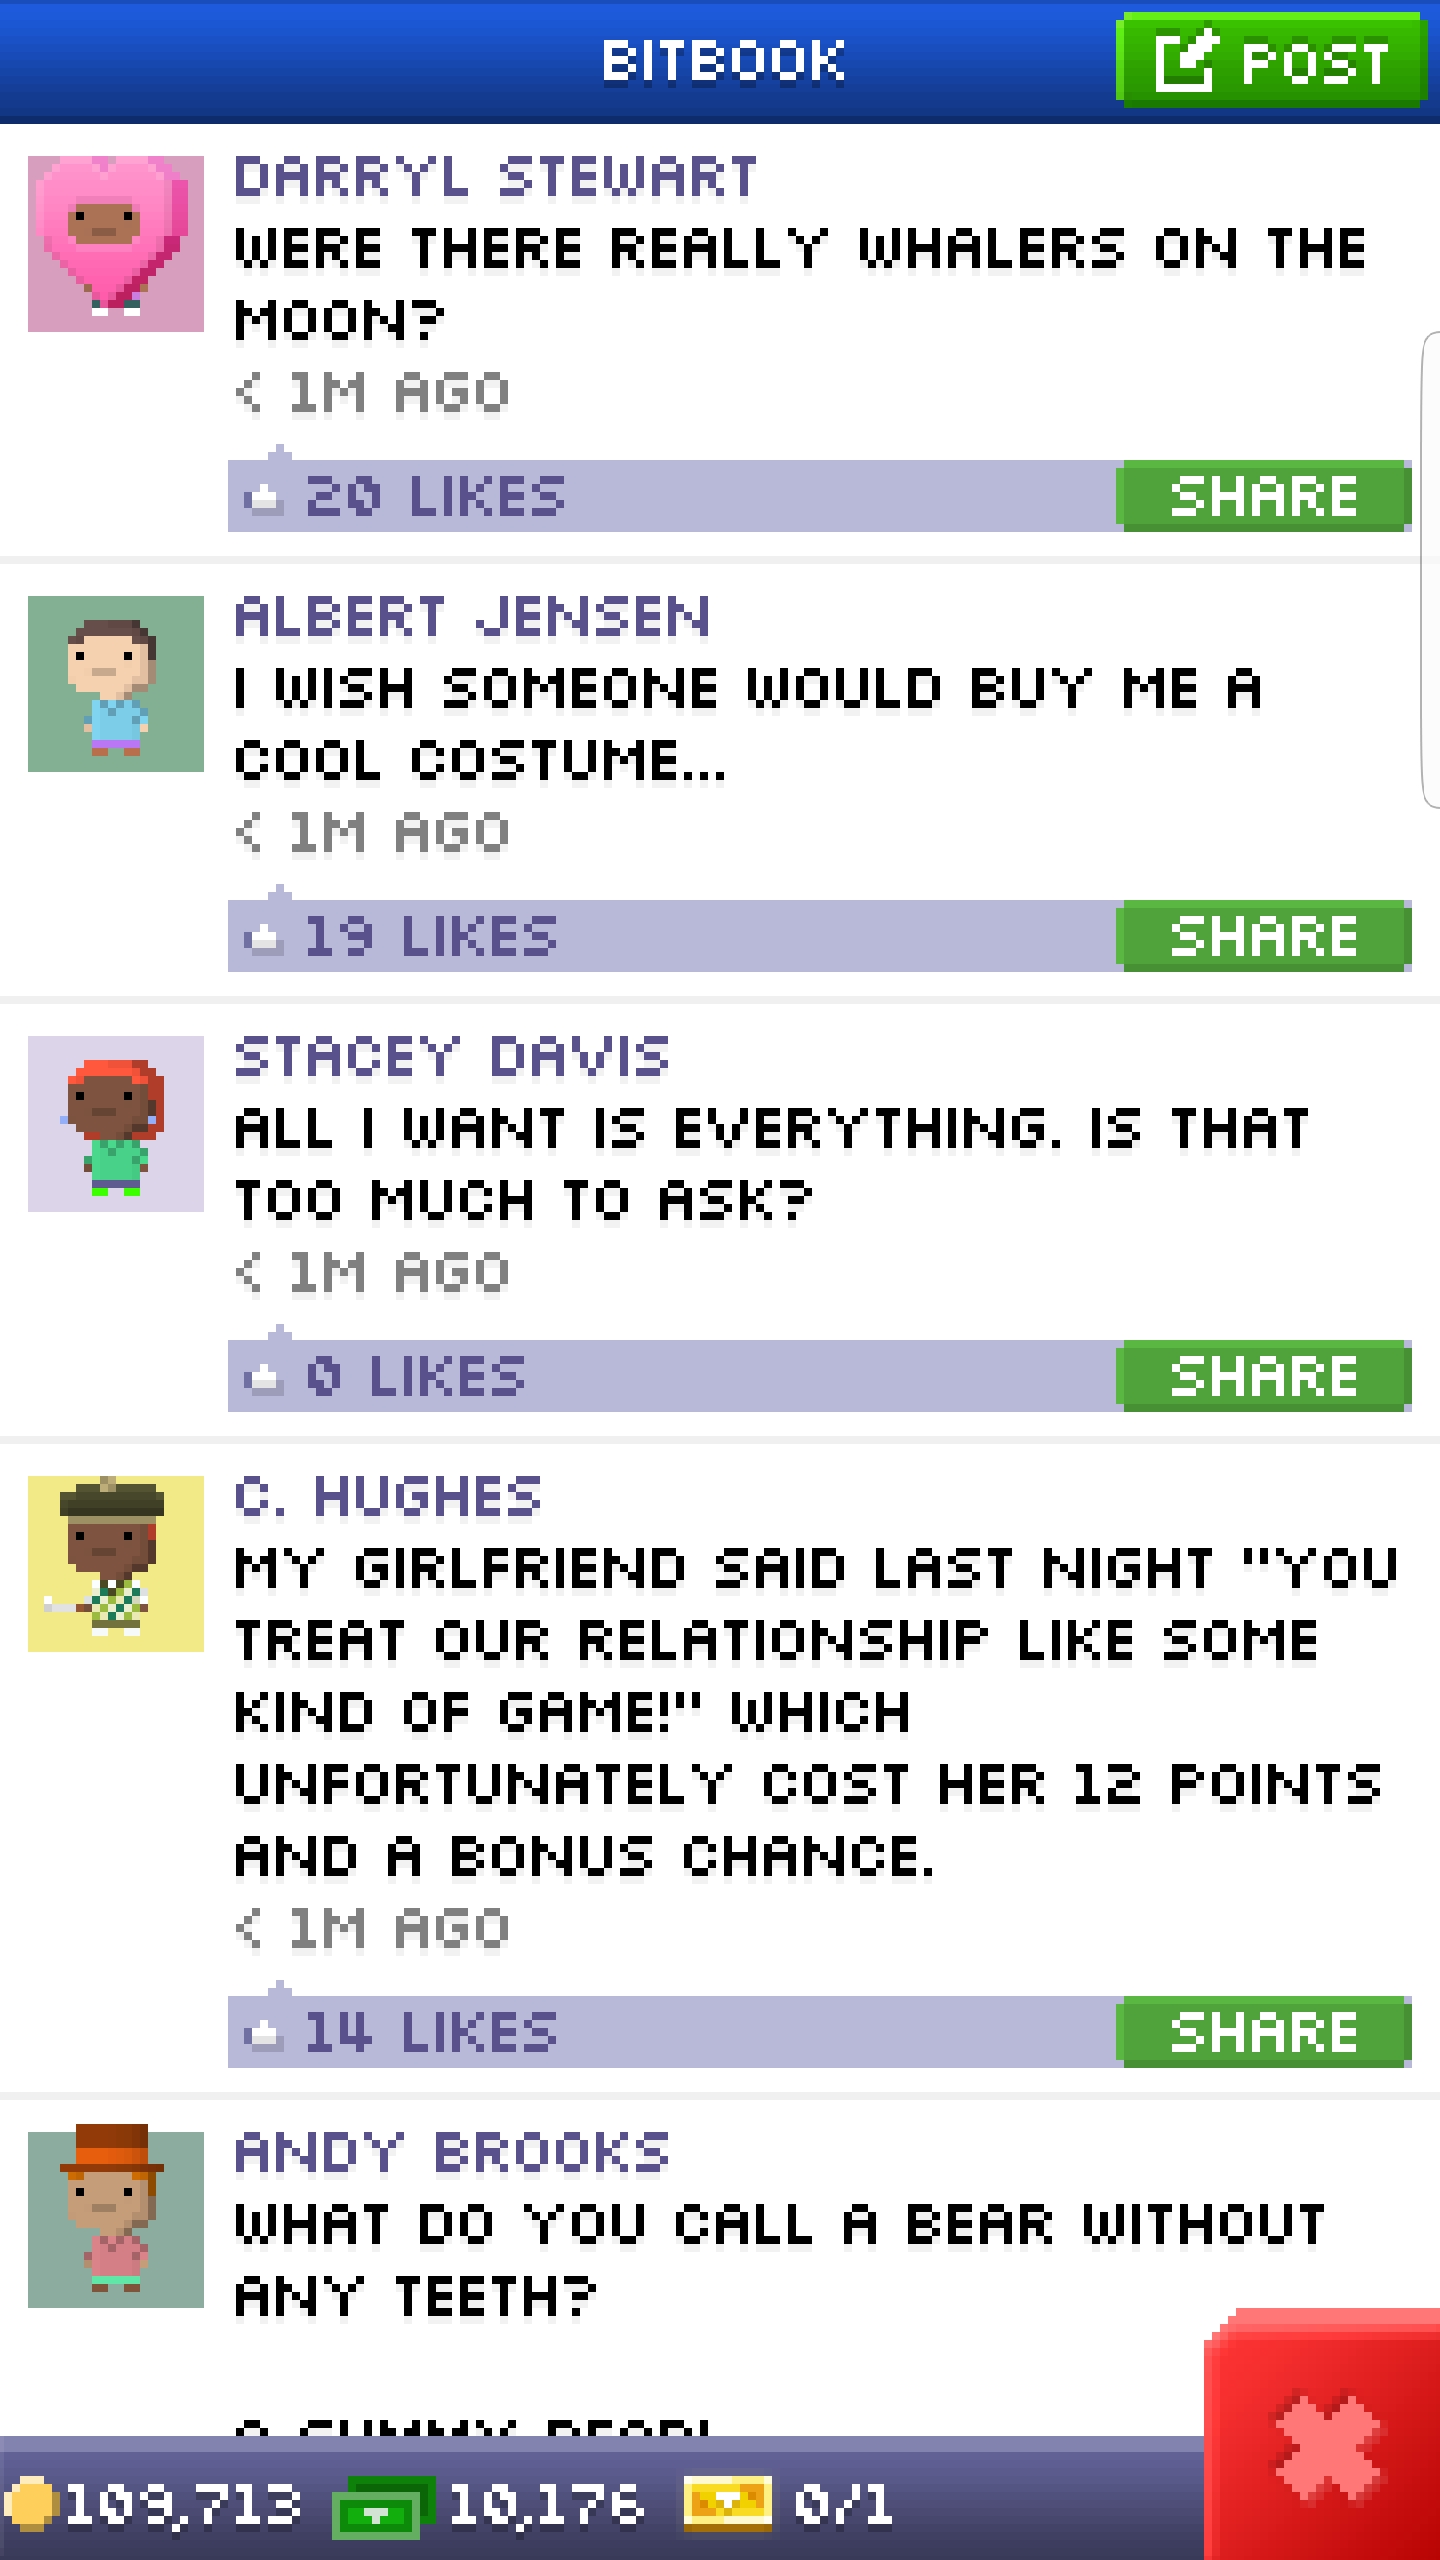 BITBOOK
POST
DARRYL STEWART
WERE THERE REALLY WHALERS ON THE
MOON?
< 1M AGO
20 LIKES
SHARE
ALBERT JENSEN
I WISH SOMEONE WOULD BUY ME A
COOL COSTUME...
< 1M AGO
19 LIKES
SHARE
STACEY DAVIS
ALL I WANT IS EVERYTHING. IS THAT
TOO MUCH TO ASK?
< 1M AGO
0 LIKES
SHARE
C. HUGHES
MY GIRLFRIEND SAID LAST NIGHT "YOU
TREAT OUR RELATIONSHIP LIKE SOME
KIND OF GAME!" WHICH
UNFORTUNATELY COST HER 12 POINTS
AND A BONUS CHANCE.
< 1M AGO
14 LIKES
SHARE
ANDY BROOKS
WHAT DO YOU CALL A BEAR WITHOUT
ANY TEETH?
109,713
10,176
0/1